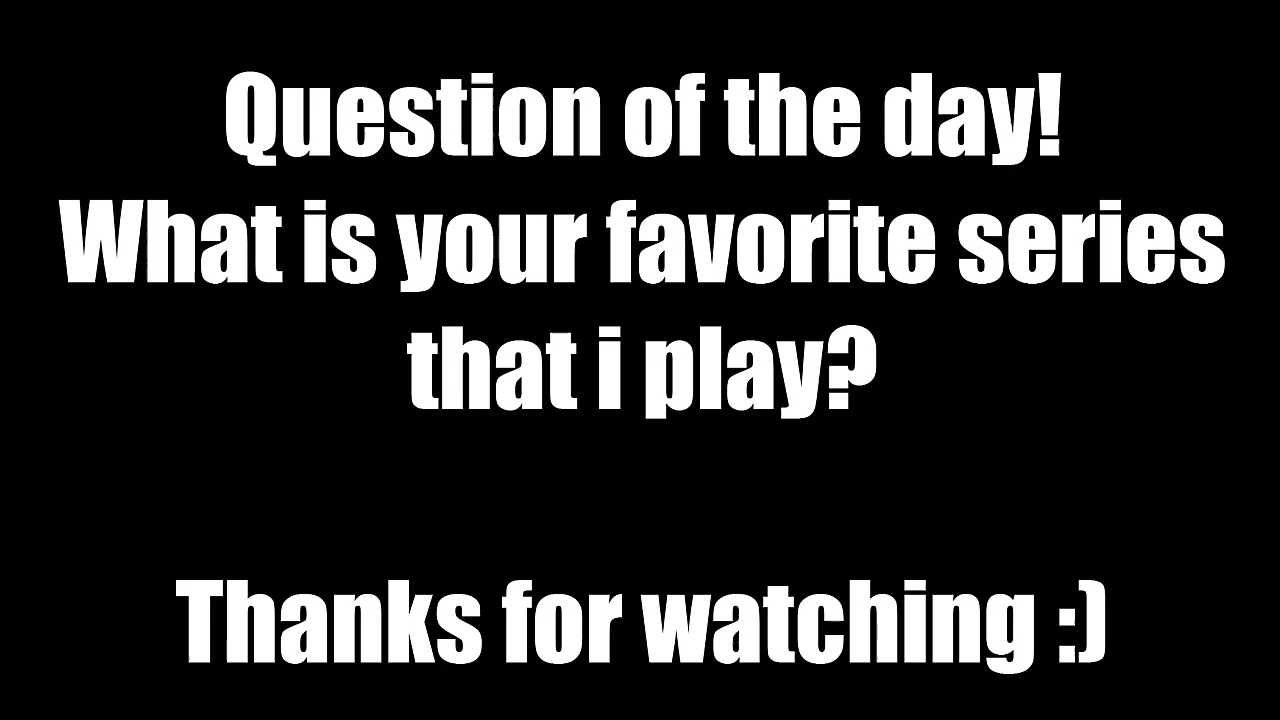 Question of the day!
What is your favorite series
that i play?
Thanks for watching :)